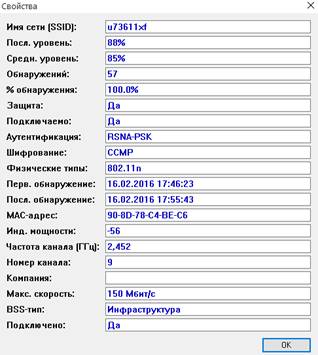 Свойства
Имя сети (SSID): u73611xf
Посл. уровень: 88%
Средн. уровень: 85%
Обнаружений: 57
% обнаружения: 100.0%
Защита: Да
Подключаемо: Да
Аутентификация: RSNA-PSK
Шифрование: CCMP
Физические типы: 802.11n
Перв. обнаружение: 16.02.2016 17:46:23
Посл. обнаружение: 16.02.2016 17:55:43
MAC-адрес: 90-8D-78-C4-BE-C6
Инд. мощности: -56
Частота канала (ГГц): 2,452
Номер канала: 9
Компания:
Макс. скорость: 150 Мбит/с
BSS-тип: Инфраструктура
Подключено: Да
OK